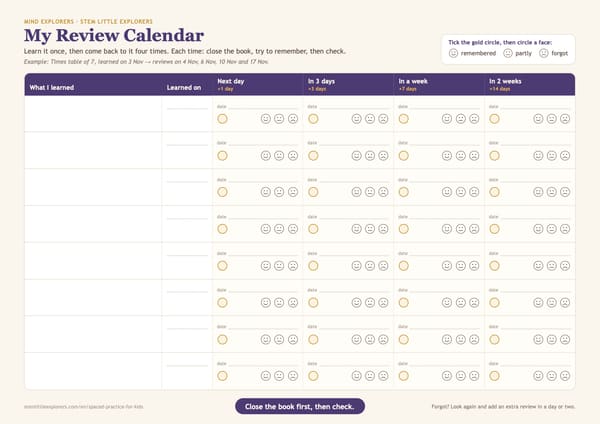 MIND EXPLORERS · STEM LITTLE EXPLORERS
My Review Calendar
Learn it once, then come back to it four times. Each time: close the book, try to remember, then check.
Example: Times table of 7, learned on 3 Nov → reviews on 4 Nov, 6 Nov, 10 Nov and 17 Nov.
Tick the gold circle, then circle a face:
remembered partly forgot
What I learned Learned on Next day +1 day In 3 days +3 days In a week +7 days In 2 weeks +14 days
date date date date
date date date date
date date date date
date date date date
date date date date
date date date date
date date date date
date date date date
Close the book first, then check.
Forgot? Look again and add an extra review in a day or two.